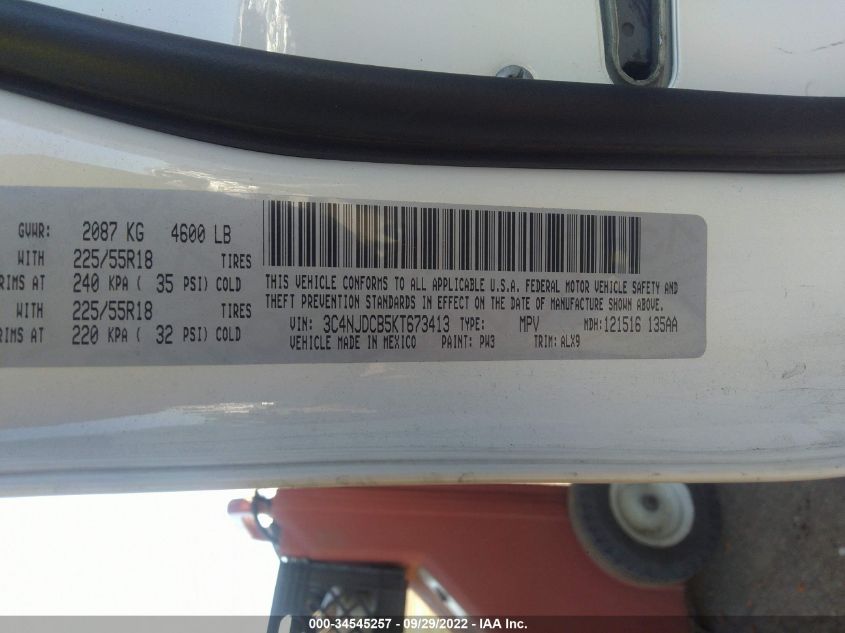 GVWR: 2087 KG 4600 LB
WITH 225/55R18 TIRES
RIMS AT 240 KPA ( 35 PSI) COLD
WITH 225/55R18 TIRES
RIMS AT 220 KPA ( 32 PSI) COLD
THIS VEHICLE CONFORMS TO ALL APPLICABLE U.S.A. FEDERAL MOTOR VEHICLE SAFETY AND
THEFT PREVENTION STANDARDS IN EFFECT ON THE DATE OF MANUFACTURE SHOWN ABOVE.
VIN: 3C4NJDCB5KT673413 TYPE: MPV MDH:121516 135AA
VEHICLE MADE IN MEXICO PAINT: PW3 TRIM: ALX9
000-34545257 - 09/29/2022 - IAA Inc.